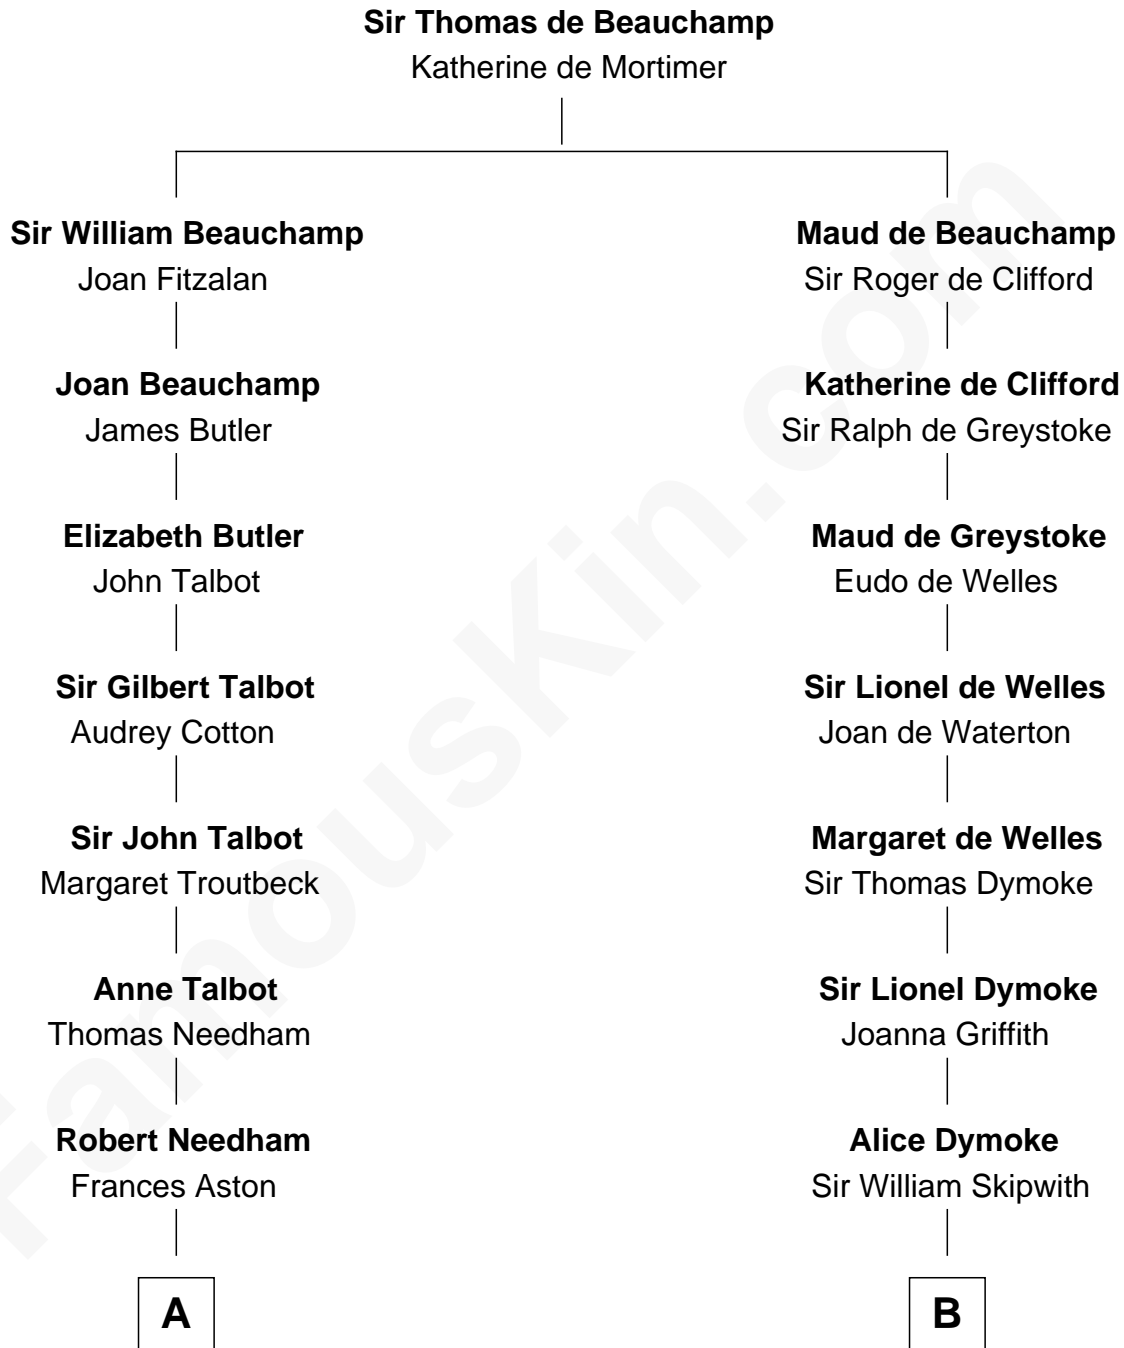 Sir Thomas de Beauchamp
Katherine de Mortimer
Sir William Beauchamp
Joan Fitzalan
Maud de Beauchamp
Sir Roger de Clifford
Joan Beauchamp
James Butler
Katherine de Clifford
Sir Ralph de Greystoke
Elizabeth Butler
John Talbot
Maud de Greystoke
Eudo de Welles
Sir Gilbert Talbot
Audrey Cotton
Sir Lionel de Welles
Joan de Waterton
Sir John Talbot
Margaret Troutbeck
Margaret de Welles
Sir Thomas Dymoke
Anne Talbot
Thomas Needham
Sir Lionel Dymoke
Joanna Griffith
Robert Needham
Frances Aston
Alice Dymoke
Sir William Skipwith
A
B
FamousKin.com